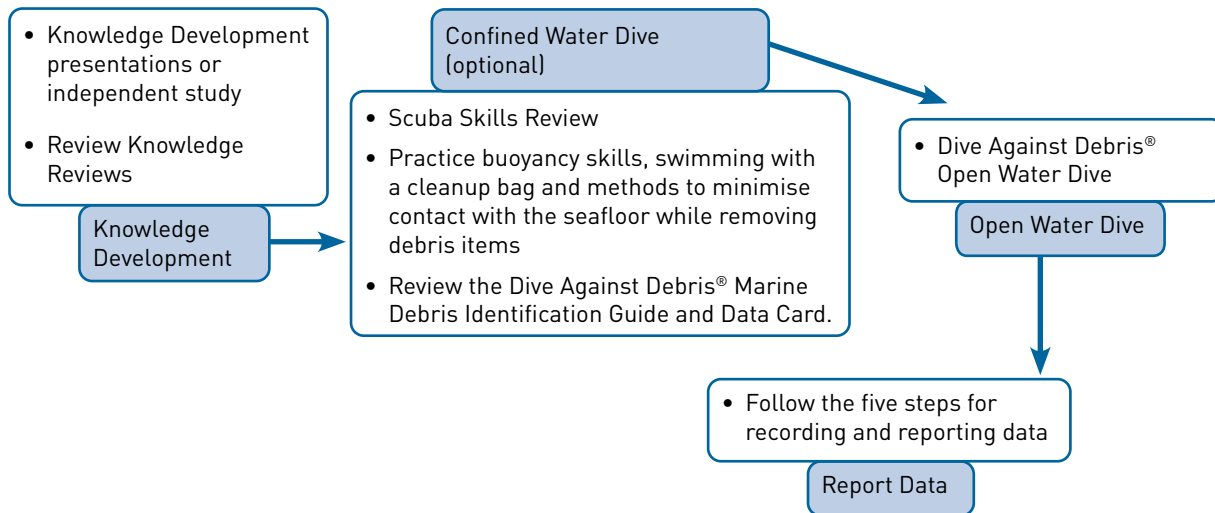 • Knowledge Development
presentations or
independent study
• Review Knowledge
Reviews
Knowledge
Development
Confined Water Dive
(optional)
• Scuba Skills Review
• Practice buoyancy skills, swimming with
a cleanup bag and methods to minimise
contact with the seafloor while removing
debris items
• Review the Dive Against Debris® Marine
Debris Identification Guide and Data Card.
• Dive Against Debris®
Open Water Dive
Open Water Dive
• Follow the five steps for
recording and reporting data
Report Data